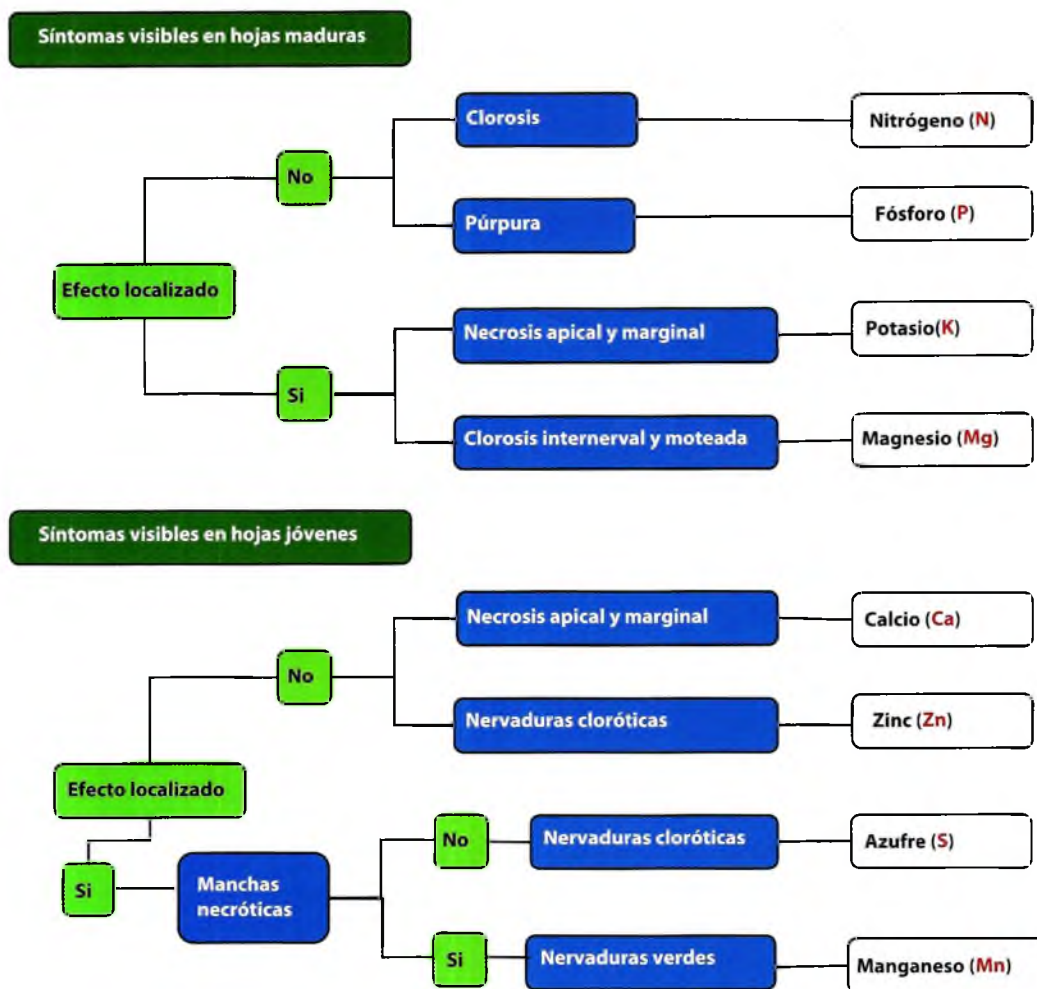 Síntomas visibles en hojas maduras
Clorosis
Nitrógeno (N)
No
Púrpura
Fósforo (P)
Efecto localizado
Necrosis apical y marginal
Potasio(K)
Si
Clorosis internerval y moteada
Magnesio (Mg)
Síntomas visibles en hojas jóvenes
Necrosis apical y marginal
Calcio (Ca)
No
Nervaduras cloróticas
Zinc (Zn)
Efecto localizado
No
Nervaduras cloróticas
Azufre (S)
Si
Manchas
necróticas
Si
Nervaduras verdes
Manganeso (Mn)